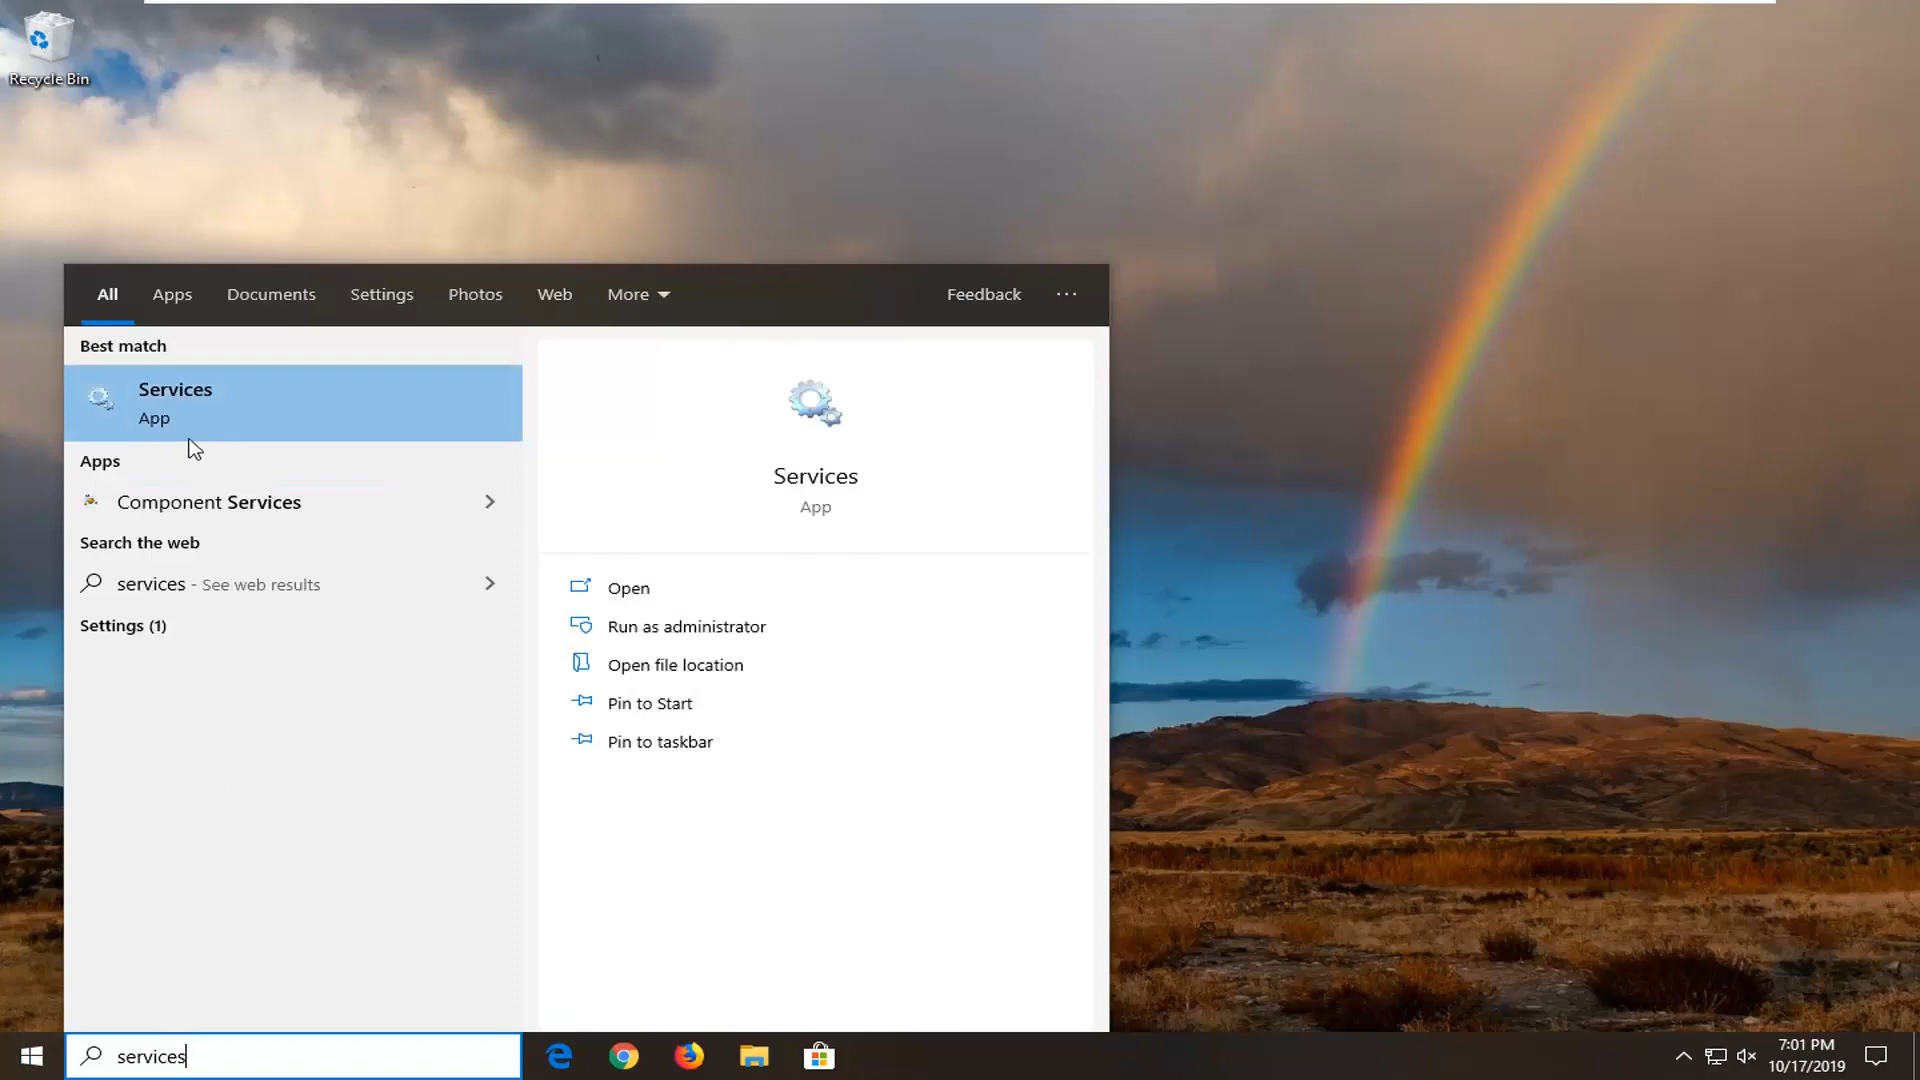 Recycle Bin
All Apps Documents Settings Photos Web More Feedback ...
Best match
Services
App
Apps
Component Services
Search the web
services - See web results
Settings (1)
Services
App
Open
Run as administrator
Open file location
Pin to Start
Pin to taskbar
services
7:01 PM
10/17/2019